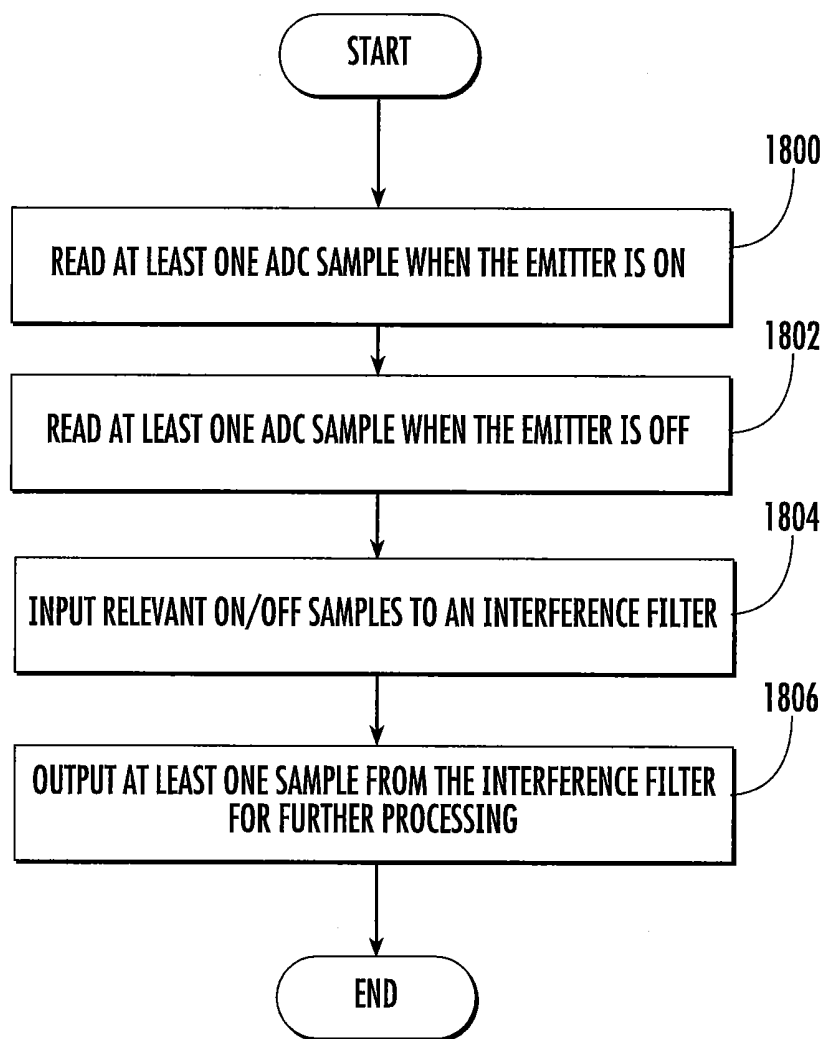 START
1800
READ AT LEAST ONE ADC SAMPLE WHEN THE EMITTER IS ON
1802
READ AT LEAST ONE ADC SAMPLE WHEN THE EMITTER IS OFF
1804
INPUT RELEVANT ON/OFF SAMPLES TO AN INTERFERENCE FILTER
1806
OUTPUT AT LEAST ONE SAMPLE FROM THE INTERFERENCE FILTER
FOR FURTHER PROCESSING
END